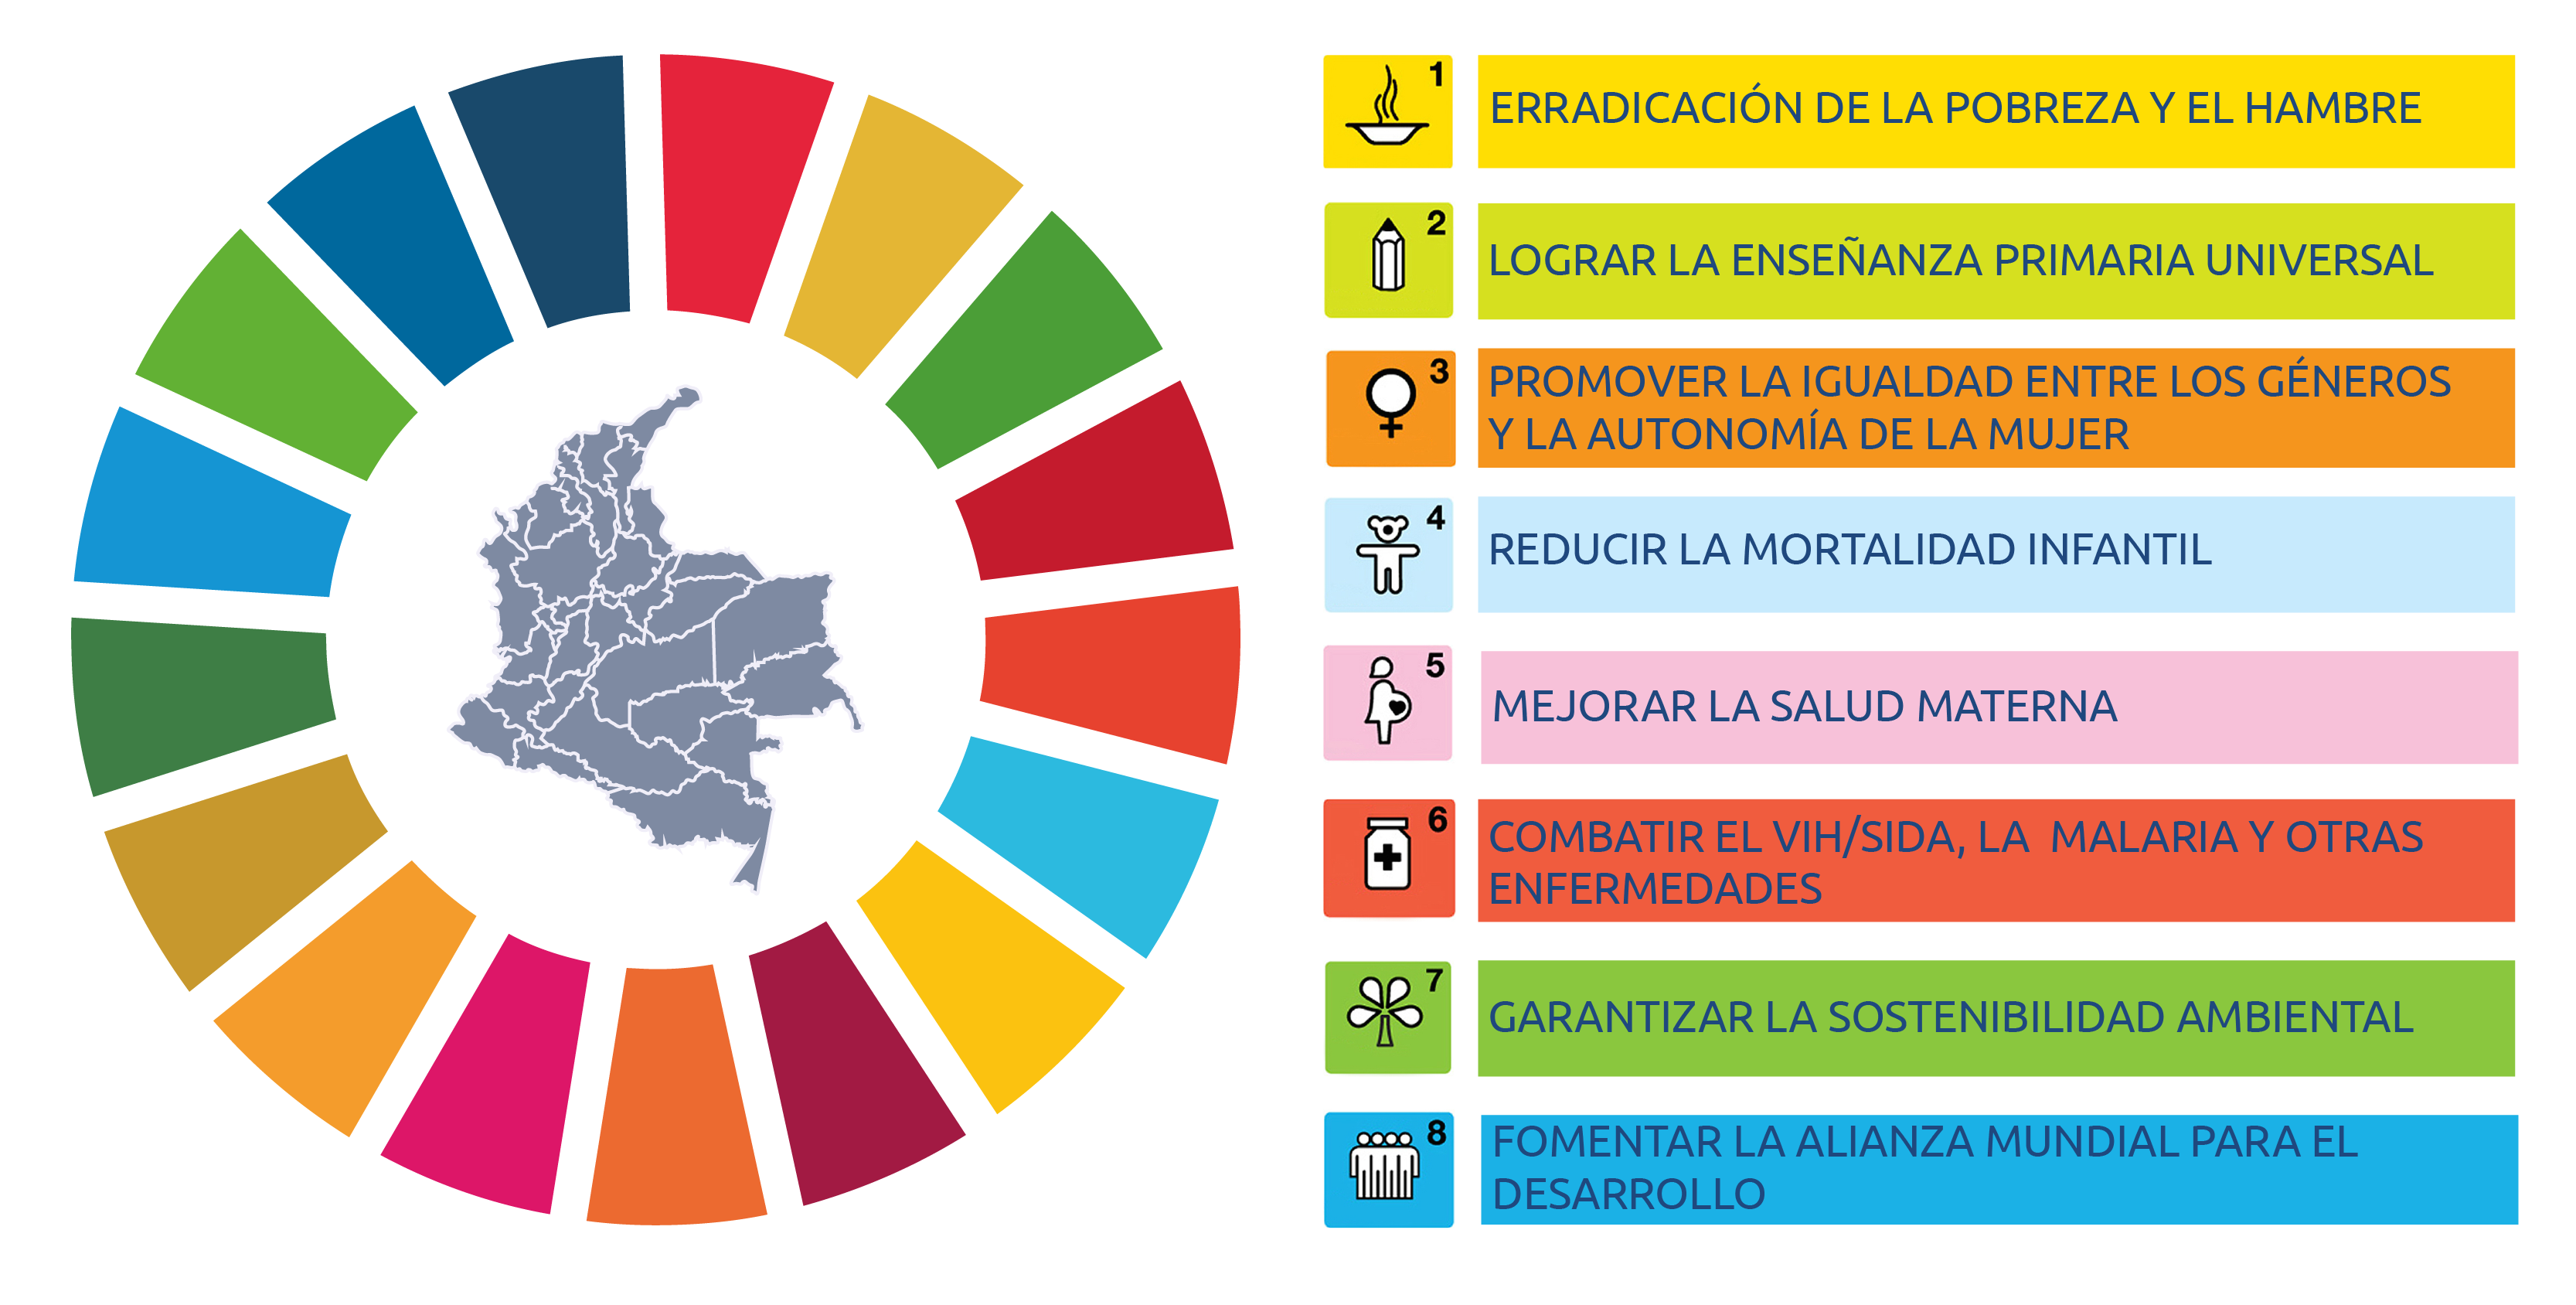 1
ERRADICACIÓN DE LA POBREZA Y EL HAMBRE
2
LOGRAR LA ENSEÑANZA PRIMARIA UNIVERSAL
3
PROMOVER LA IGUALDAD ENTRE LOS GÉNEROS
Y LA AUTONOMÍA DE LA MUJER
4
REDUCIR LA MORTALIDAD INFANTIL
5
MEJORAR LA SALUD MATERNA
6
COMBATIR EL VIH/SIDA, LA  MALARIA Y OTRAS
ENFERMEDADES
7
GARANTIZAR LA SOSTENIBILIDAD AMBIENTAL
8
FOMENTAR LA ALIANZA MUNDIAL PARA EL
DESARROLLO